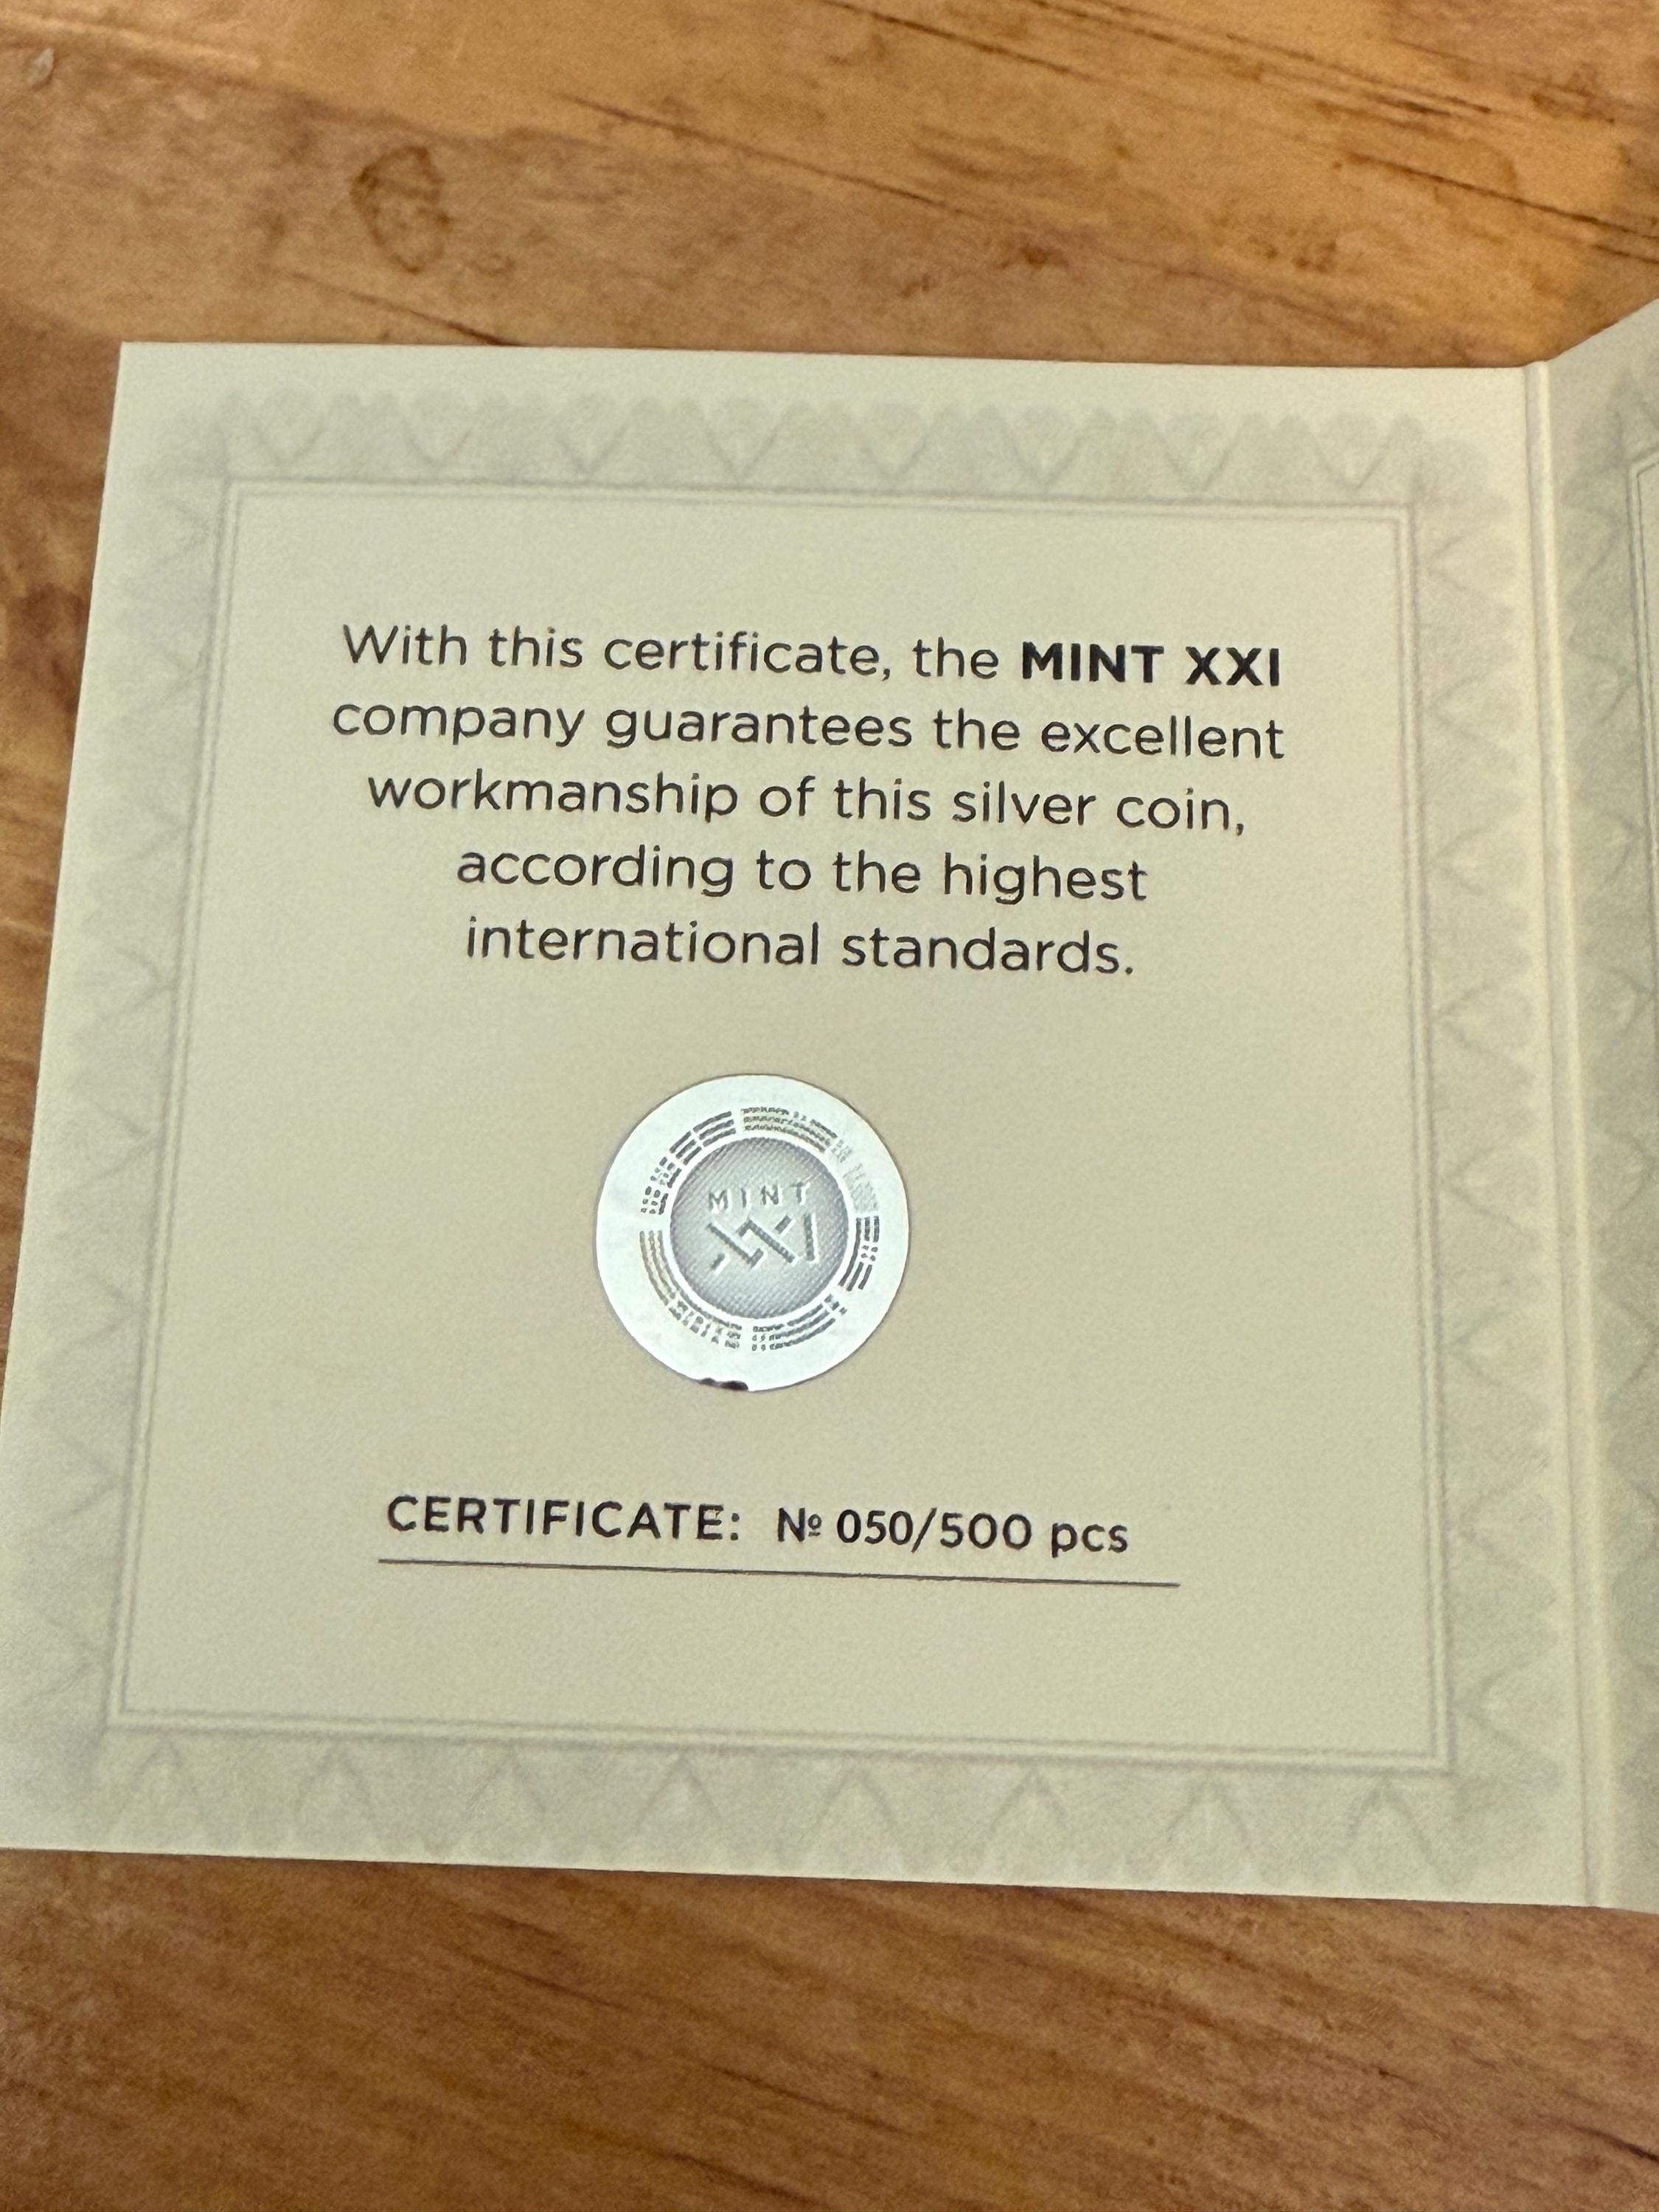 With this certificate, the MINT XXI
company guarantees the excellent
workmanship of this silver coin,
according to the highest
international standards.
MINT
XXI
CERTIFICATE: № 050/500 pcs